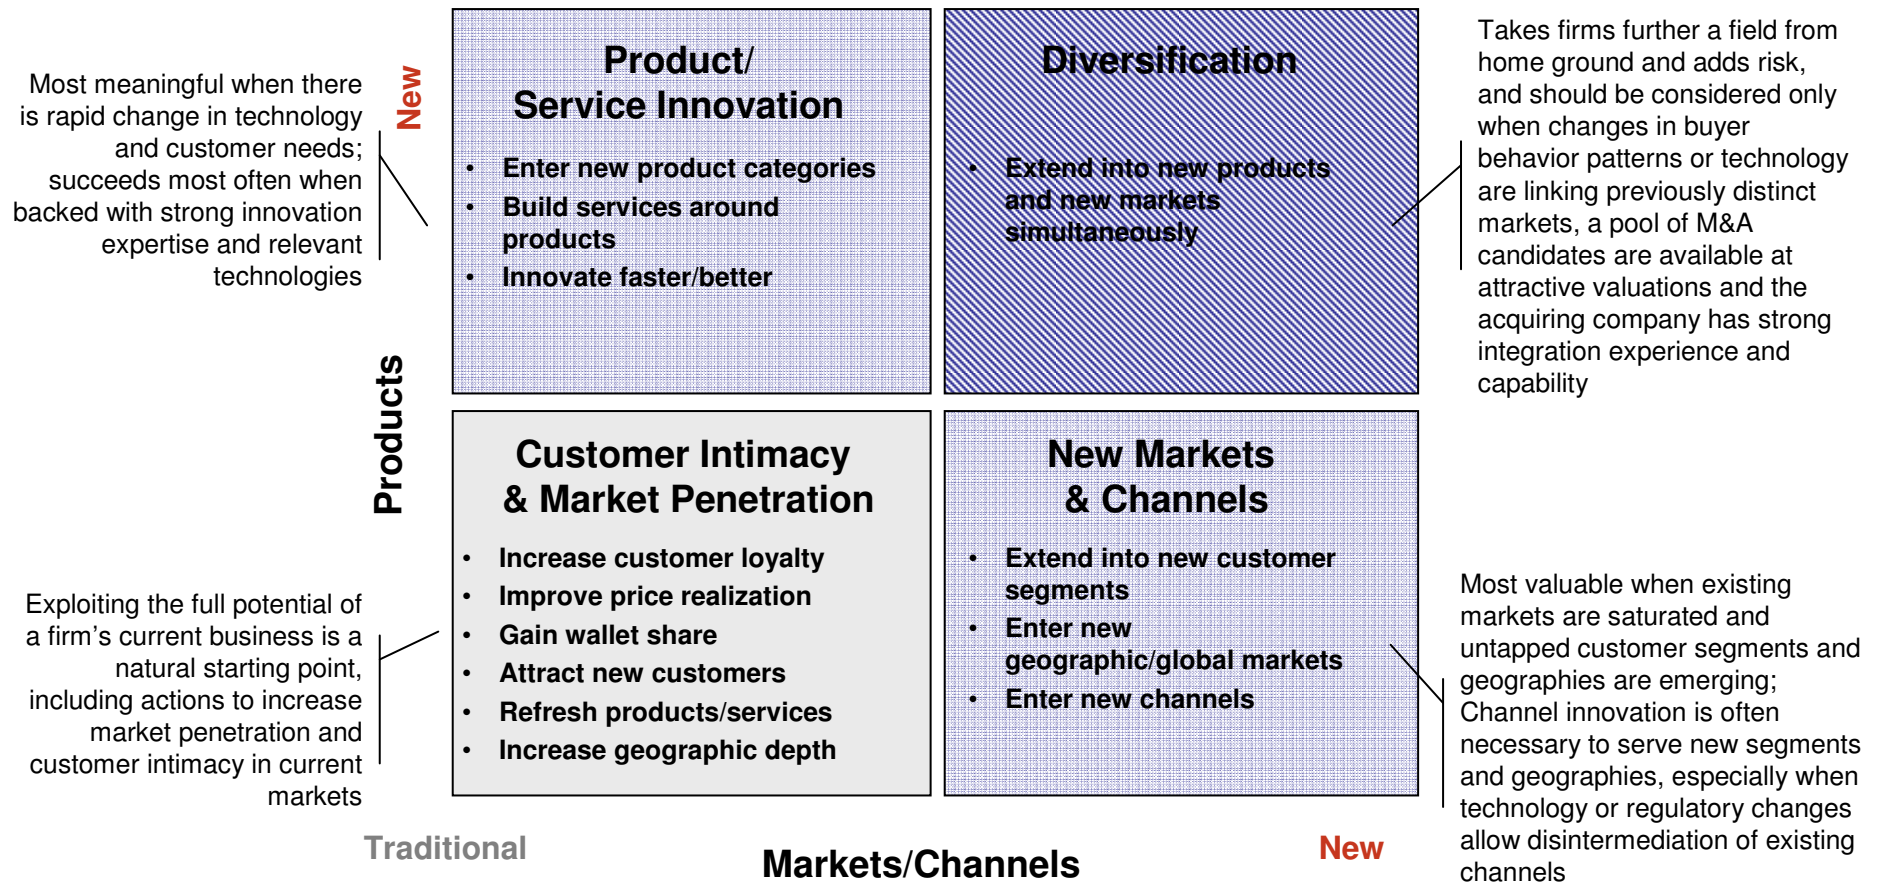 Most meaningful when there
is rapid change in technology
and customer needs;
succeeds most often when
backed with strong innovation
expertise and relevant
technologies
New
Product/
Service Innovation
• Enter new product categories
• Build services around
products
• Innovate faster/better
Diversification
• Extend into new products
and new markets
simultaneously
Takes firms further a field from
home ground and adds risk,
and should be considered only
when changes in buyer
behavior patterns or technology
are linking previously distinct
markets, a pool of M&A
candidates are available at
attractive valuations and the
acquiring company has strong
integration experience and
capability
Products
Exploiting the full potential of
a firm's current business is a
natural starting point,
including actions to increase
market penetration and
customer intimacy in current
markets
Customer Intimacy
& Market Penetration
• Increase customer loyalty
• Improve price realization
• Gain wallet share
• Attract new customers
• Refresh products/services
• Increase geographic depth
New Markets
& Channels
• Extend into new customer
segments
• Enter new
geographic/global markets
• Enter new channels
Most valuable when existing
markets are saturated and
untapped customer segments and
geographies are emerging;
Channel innovation is often
necessary to serve new segments
and geographies, especially when
technology or regulatory changes
allow disintermediation of existing
channels
Traditional
Markets/Channels
New